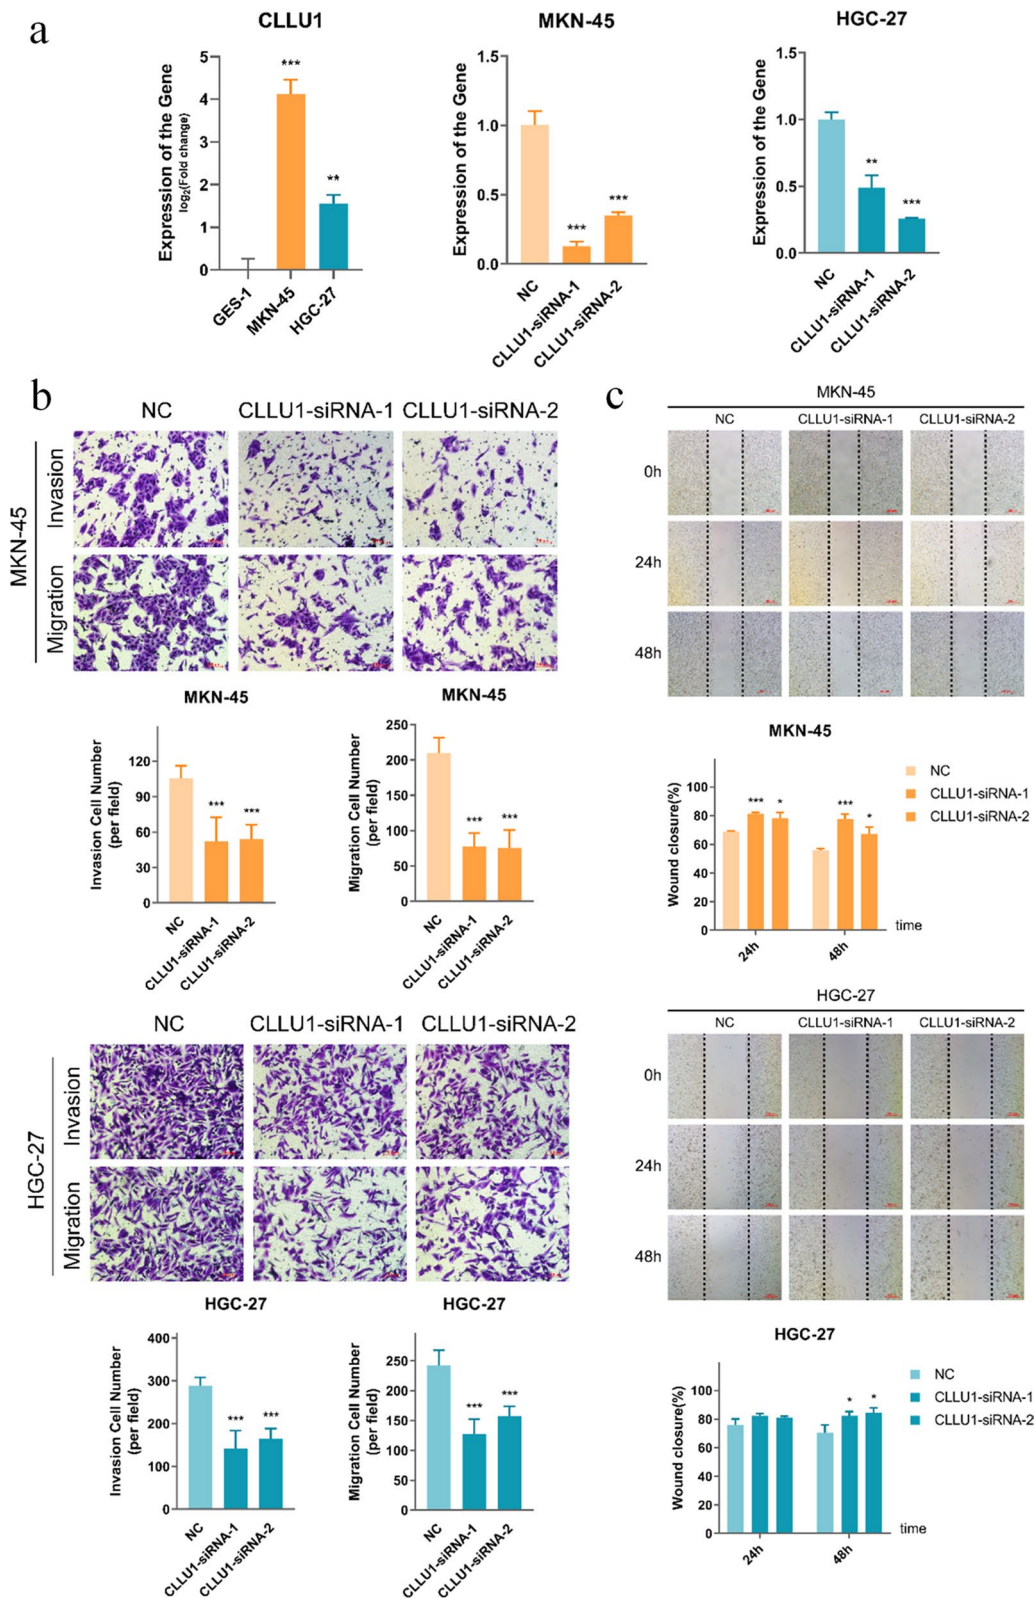 a
CLLU1
Expression of the Gene
log₂(Fold change)
5
4
3
2
1
0
***
**
GES-1
MKN-45
HGC-27
MKN-45
Expression of the Gene
1.5
1.0
0.5
0.0
***
***
NC
CLLU1-siRNA-1
CLLU1-siRNA-2
HGC-27
Expression of the Gene
1.5
1.0
0.5
0.0
**
***
NC
CLLU1-siRNA-1
CLLU1-siRNA-2
b
NC CLLU1-siRNA-1 CLLU1-siRNA-2
MKN-45
Invasion
Migration
MKN-45
Invasion Cell Number
(per field)
120
90
60
30
0
***
***
NC
CLLU1-siRNA-1
CLLU1-siRNA-2
MKN-45
Migration Cell Number
(per field)
250
200
150
100
50
0
***
***
NC
CLLU1-siRNA-1
CLLU1-siRNA-2
NC CLLU1-siRNA-1 CLLU1-siRNA-2
HGC-27
Invasion
Migration
HGC-27
Invasion Cell Number
(per field)
400
300
200
100
0
***
***
NC
CLLU1-siRNA-1
CLLU1-siRNA-2
HGC-27
Migration Cell Number
(per field)
250
200
150
100
50
0
***
***
NC
CLLU1-siRNA-1
CLLU1-siRNA-2
c
MKN-45
NC CLLU1-siRNA-1 CLLU1-siRNA-2
0h
24h
48h
MKN-45
Wound closure(%)
100
80
60
40
20
0
***
*
***
*
24h
48h
time
NC
CLLU1-siRNA-1
CLLU1-siRNA-2
HGC-27
NC CLLU1-siRNA-1 CLLU1-siRNA-2
0h
24h
48h
HGC-27
Wound closure(%)
100
80
60
40
20
0
*
*
24h
48h
time
NC
CLLU1-siRNA-1
CLLU1-siRNA-2